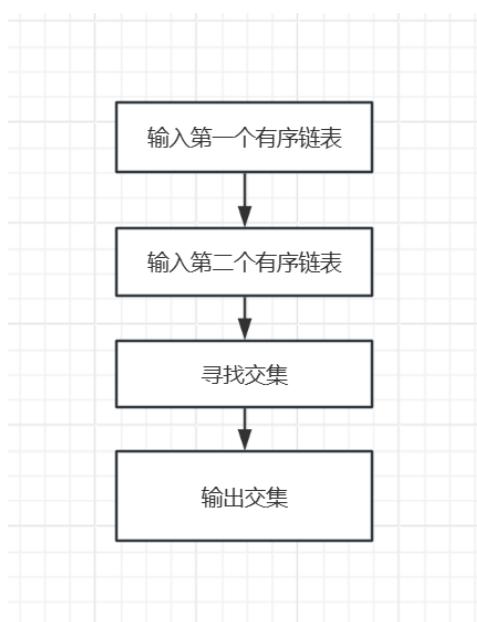 输入第一个有序链表
输入第二个有序链表
寻找交集
输出交集